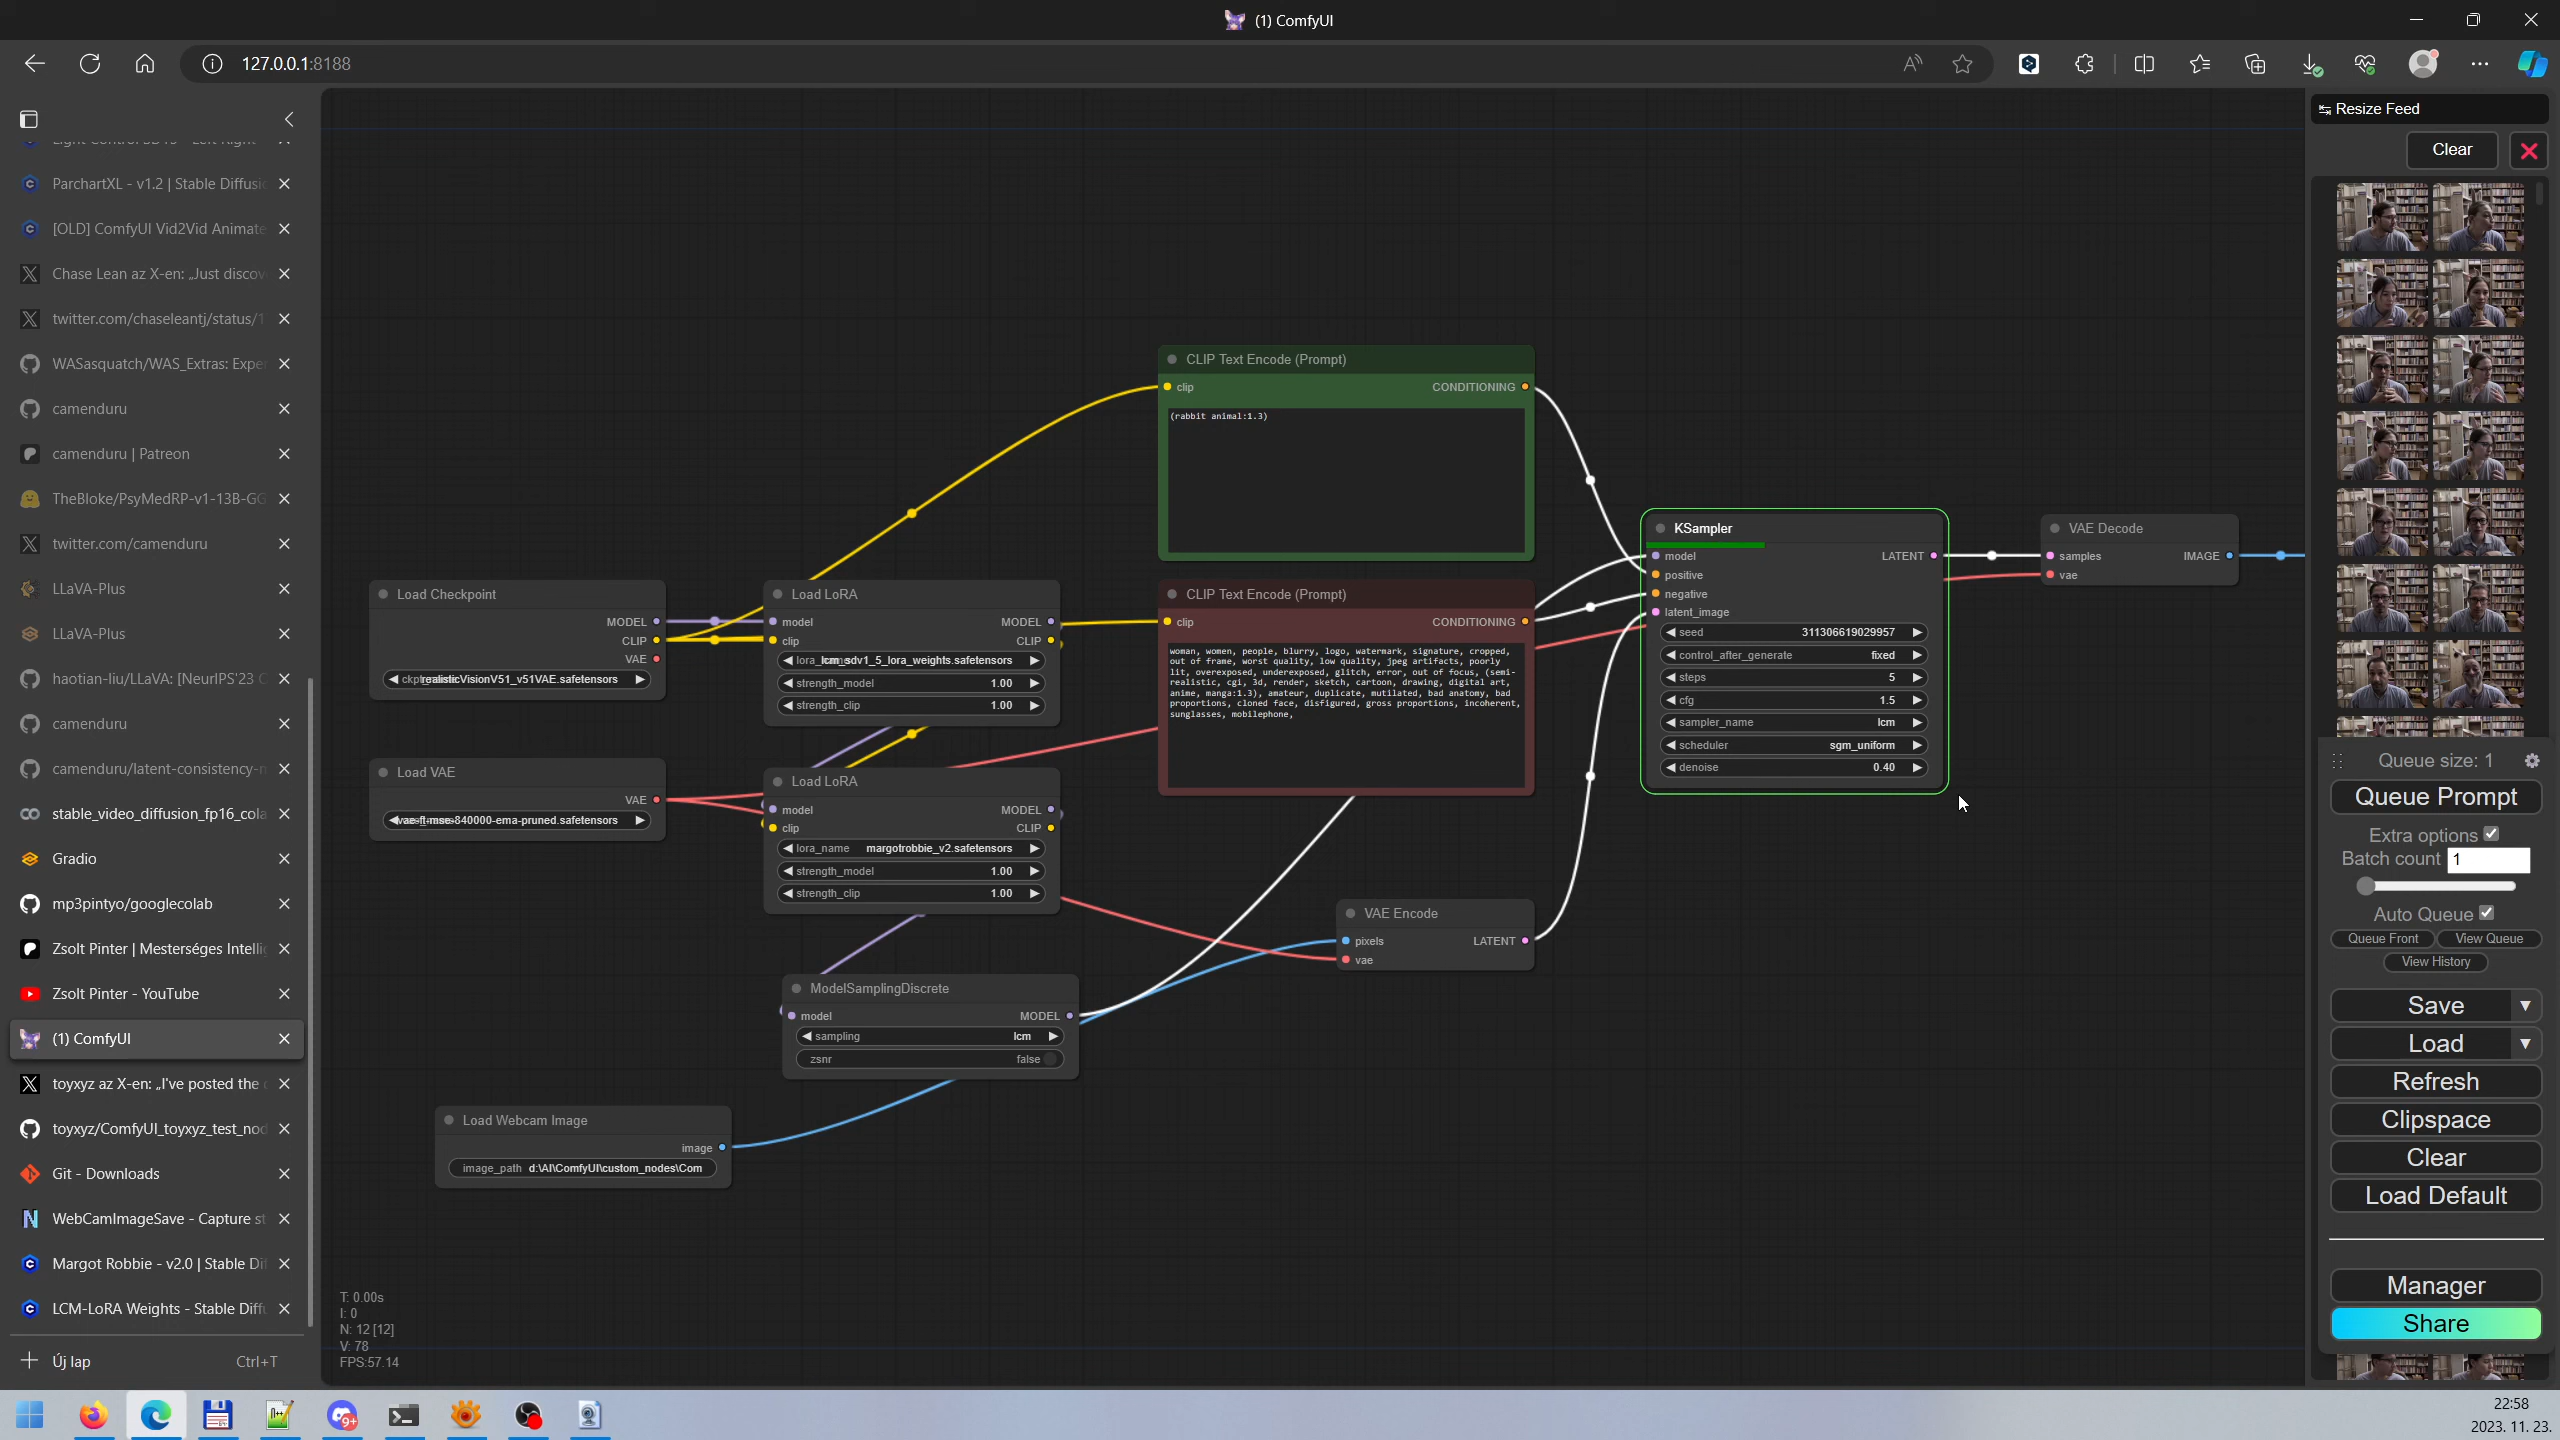 (1) ComfyUI
127.0.0.1:8188
ParchartXL - v1.2 | Stable Diffusi
[OLD] ComfyUI Vid2Vid Animate
Chase Lean az X-en: „Just discov
twitter.com/chaseleantj/status/1
WASasquatch/WAS_Extras: Expe
camenduru
camenduru | Patreon
TheBloke/PsyMedRP-v1-13B-GG
twitter.com/camenduru
LLaVA-Plus
LLaVA-Plus
haotian-liu/LLaVA: [NeurIPS'23 O
camenduru
camenduru/latent-consistency-m
stable_video_diffusion_fp16_cola
Gradio
mp3pintyo/googlecolab
Zsolt Pinter | Mesterséges Intelli
Zsolt Pinter - YouTube
(1) ComfyUI
toyxyz az X-en: „I've posted the
toyxyz/ComfyUI_toyxyz_test_nod
Git - Downloads
WebCamImageSave - Capture st
Margot Robbie - v2.0 | Stable Dif
LCM-LoRA Weights - Stable Diffu
Új lap
Ctrl+T
Load Checkpoint
MODEL
CLIP
VAE
realisticVisionV51_v51VAE.safetensors
Load VAE
VAE
vae-ft-mse-840000-ema-pruned.safetensors
Load LoRA
model MODEL
clip CLIP
lcm_sdv1_5_lora_weights.safetensors
strength_model 1.00
strength_clip 1.00
Load LoRA
model MODEL
clip CLIP
lora_name margotrobbie_v2.safetensors
strength_model 1.00
strength_clip 1.00
ModelSamplingDiscrete
model MODEL
sampling lcm
zsnr false
Load Webcam Image
image
image_path d:\AI\ComfyUI\custom_nodes\Com
CLIP Text Encode (Prompt)
clip CONDITIONING
(rabbit animal:1.3)
CLIP Text Encode (Prompt)
clip CONDITIONING
woman, women, people, blurry, logo, watermark, signature, cropped,
out of frame, worst quality, low quality, jpeg artifacts, poorly
lit, overexposed, underexposed, glitch, error, out of focus, (semi-
realistic, cgi, 3d, render, sketch, cartoon, drawing, digital art,
anime, manga:1.3), amateur, duplicate, mutilated, bad anatomy, bad
proportions, cloned face, disfigured, gross proportions, incoherent,
sunglasses, mobilephone,
VAE Encode
pixels LATENT
vae
KSampler
model LATENT
positive
negative
latent_image
seed 311306619029957
control_after_generate fixed
steps 5
cfg 1.5
sampler_name lcm
scheduler sgm_uniform
denoise 0.40
VAE Decode
samples IMAGE
vae
T: 0.00s
I: 0
N: 12 [12]
V: 78
FPS:57.14
Resize Feed
Clear
Queue size: 1
Queue Prompt
Extra options
Batch count 1
Auto Queue
Queue Front View Queue
View History
Save
Load
Refresh
Clipspace
Clear
Load Default
Manager
Share
9+
22:58
2023. 11. 23.